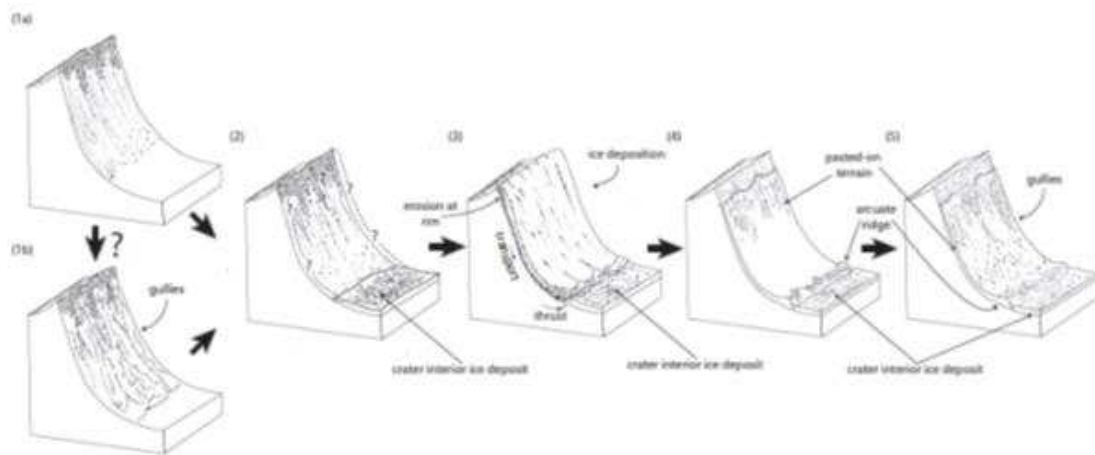 (1a)
(2)
(3)
ice deposition
(4)
pasted-on
terrain
(5)
gullies
erosion at
rim
arcuate
ridge
?
?
?
?
(1b)
gullies
thrust
crater interior ice deposit
crater interior ice deposit
crater interior ice deposit